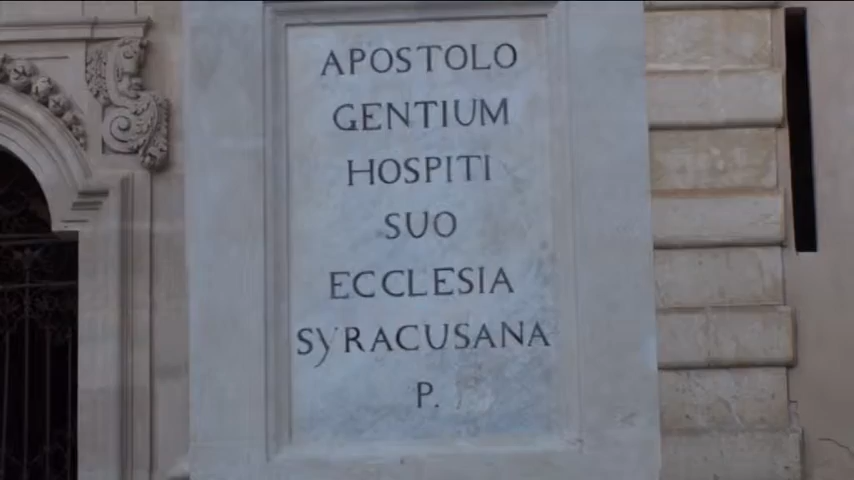 APOSTOLO
GENTIUM
HOSPITI
SUO
ECCLESIA
SYRACUSANA
P.